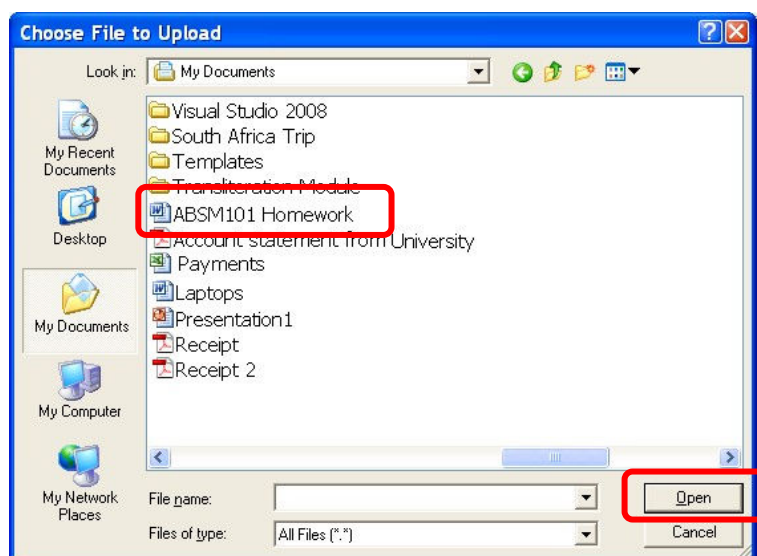 Choose File to Upload
Look in:
My Documents
Visual Studio 2008
South Africa Trip
Templates
Transliteration Module
ABSM101 Homework
Account statement from University
Payments
Laptops
Presentation1
Receipt
Receipt 2
My Recent
Documents
Desktop
My Documents
My Computer
My Network
Places
File name:
Open
Files of type:
All Files (*.*)
Cancel